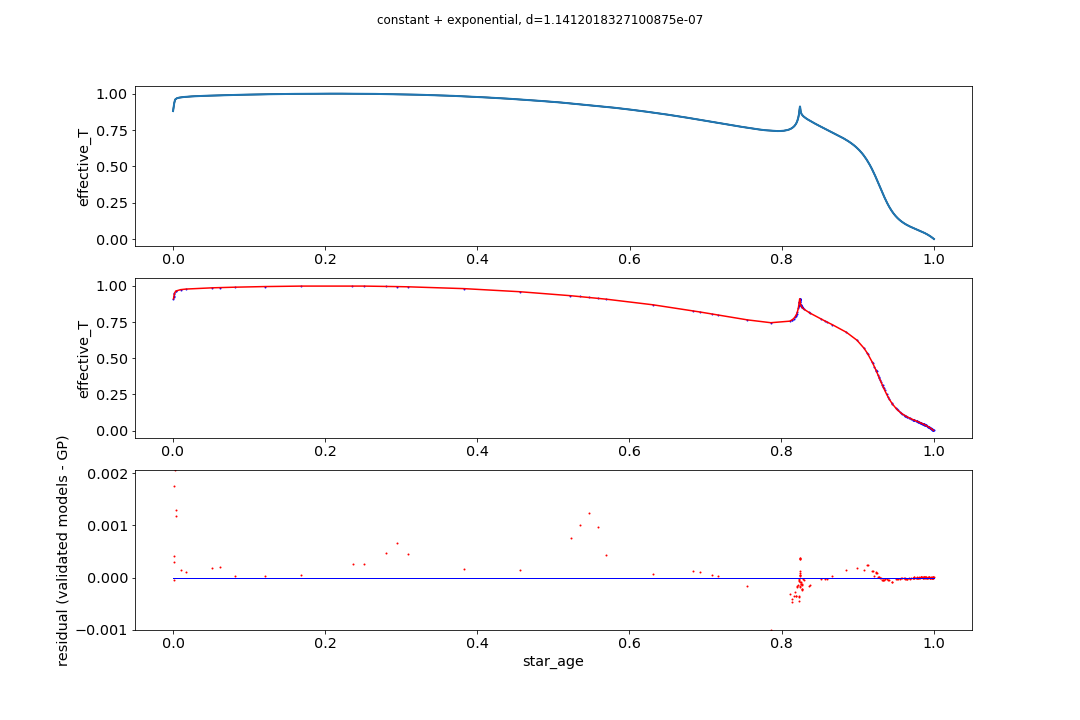 constant + exponential, d=1.1412018327100875e-07
effective_T
1.00
0.75
0.50
0.25
0.00
0.0 0.2 0.4 0.6 0.8 1.0
effective_T
1.00
0.75
0.50
0.25
0.00
0.0 0.2 0.4 0.6 0.8 1.0
residual (validated models - GP)
0.002
0.001
0.000
−0.001
0.0 0.2 0.4 0.6 0.8 1.0
star_age